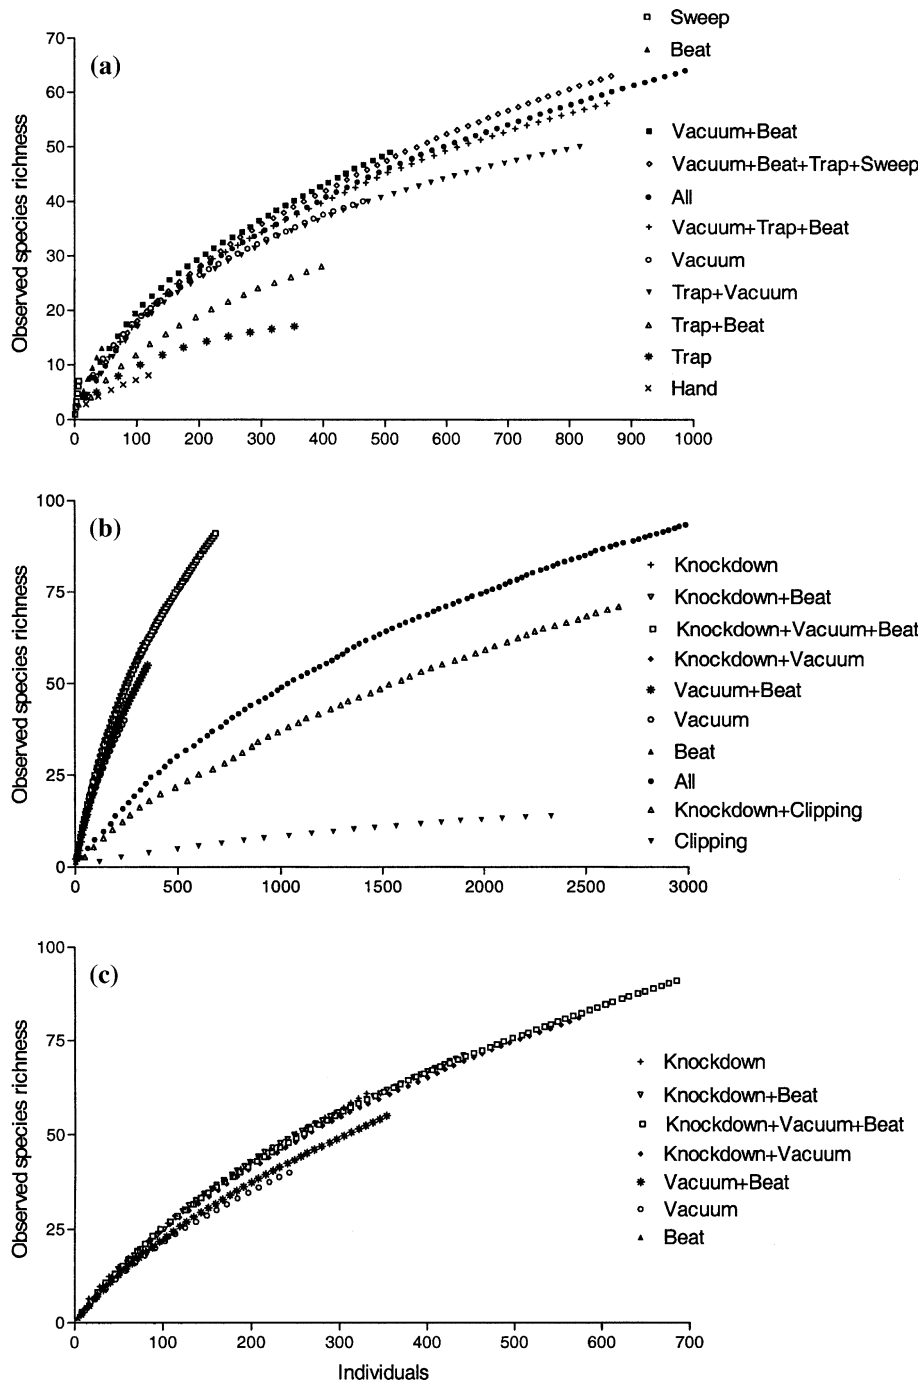 (a)
Observed species richness
70
60
50
40
30
20
10
0
0 100 200 300 400 500 600 700 800 900 1000
Sweep
Beat
Vacuum+Beat
Vacuum+Beat+Trap+Sweep
All
Vacuum+Trap+Beat
Vacuum
Trap+Vacuum
Trap+Beat
Trap
Hand
(b)
Observed species richness
100
75
50
25
0
0 500 1000 1500 2000 2500 3000
Knockdown
Knockdown+Beat
Knockdown+Vacuum+Beat
Knockdown+Vacuum
Vacuum+Beat
Vacuum
Beat
All
Knockdown+Clipping
Clipping
(c)
Observed species richness
100
75
50
25
0
0 100 200 300 400 500 600 700
Knockdown
Knockdown+Beat
Knockdown+Vacuum+Beat
Knockdown+Vacuum
Vacuum+Beat
Vacuum
Beat
Individuals